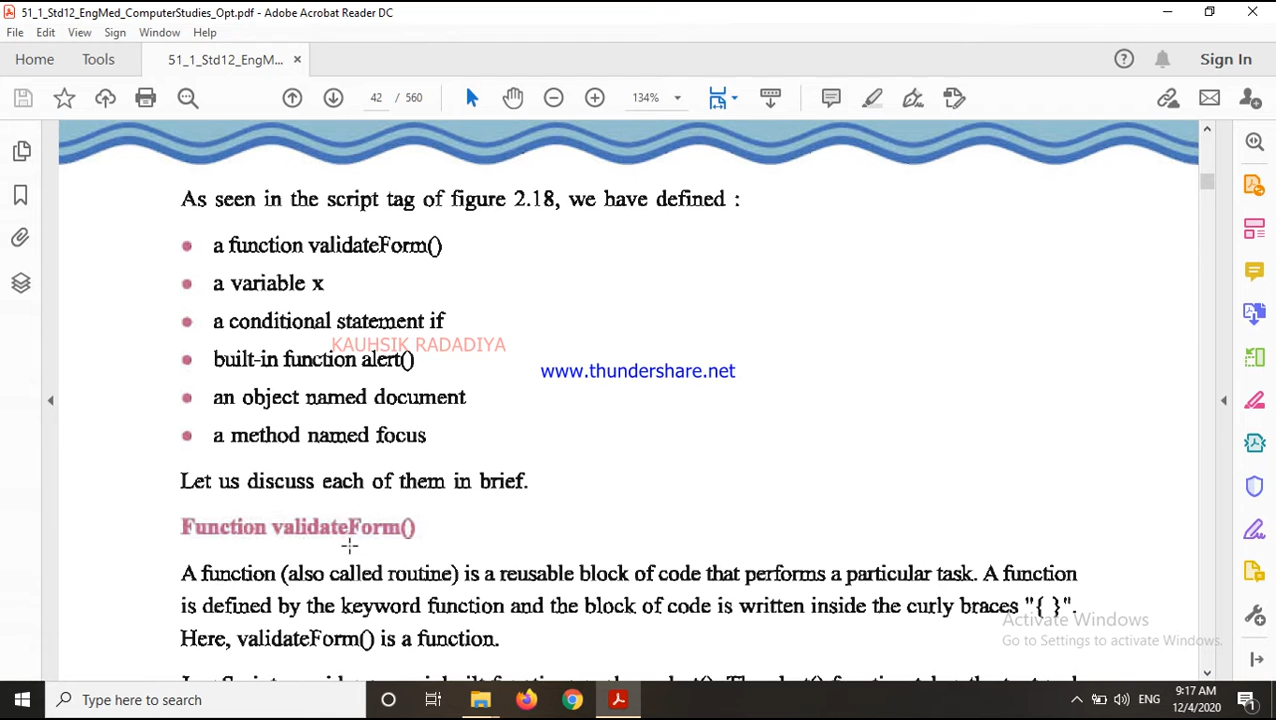 51_1_Std12_EngMed_ComputerStudies_Opt.pdf - Adobe Acrobat Reader DC
File Edit View Sign Window Help
Home Tools 51_1_Std12_EngM... Sign In
42 / 560 134%
As seen in the script tag of figure 2.18, we have defined :
a function validateForm()
a variable x
a conditional statement if
KAUHSIK RADADIYA
built-in function alert()
www.thundershare.net
an object named document
a method named focus
Let us discuss each of them in brief.
Function validateForm()
A function (also called routine) is a reusable block of code that performs a particular task. A function
is defined by the keyword function and the block of code is written inside the curly braces "{ }".
Activate Windows
Here, validateForm() is a function.
Go to Settings to activate Windows.
Type here to search
ENG
9:17 AM
12/4/2020
1